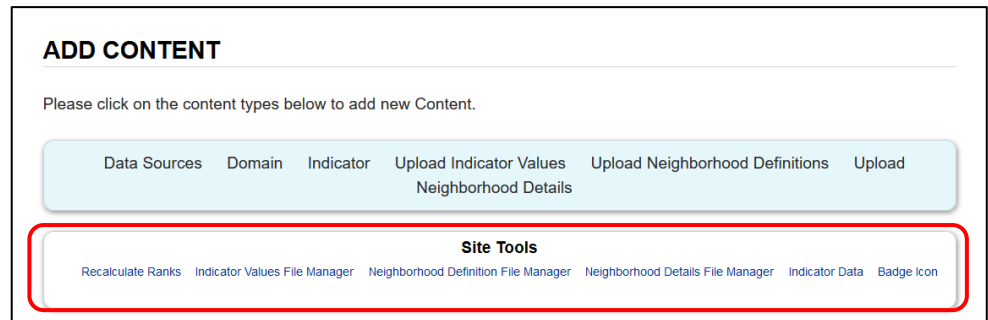 ADD CONTENT
Please click on the content types below to add new Content.
Data Sources Domain Indicator Upload Indicator Values Upload Neighborhood Definitions Upload
Neighborhood Details
Site Tools
Recalculate Ranks Indicator Values File Manager Neighborhood Definition File Manager Neighborhood Details File Manager Indicator Data Badge Icon